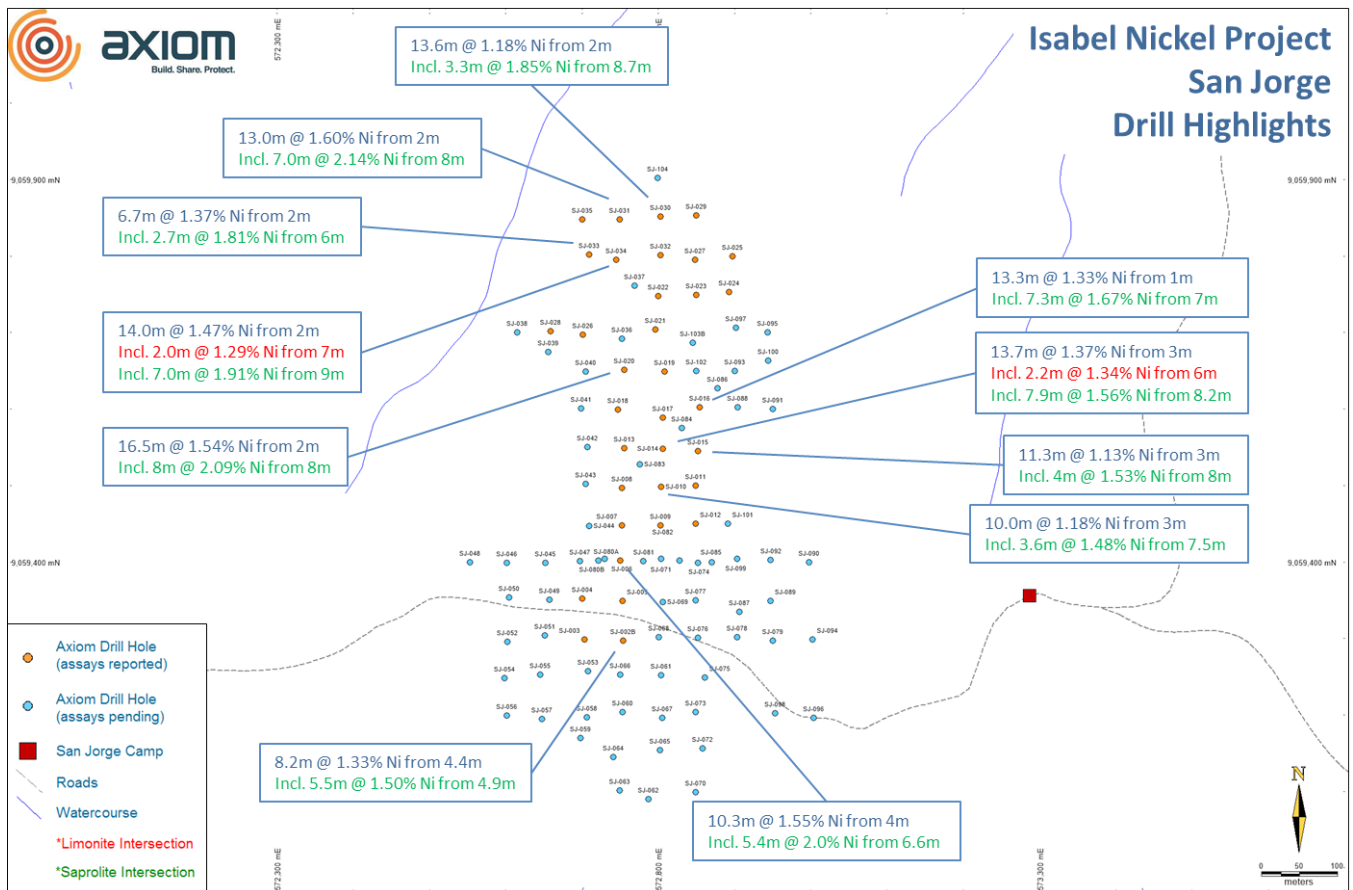 axiom
Build. Share. Protect.
Isabel Nickel Project
San Jorge
Drill Highlights
572,300 mE
572,800 mE
9,059,900 mN
9,059,900 mN
13.6m @ 1.18% Ni from 2m
Incl. 3.3m @ 1.85% Ni from 8.7m
13.0m @ 1.60% Ni from 2m
Incl. 7.0m @ 2.14% Ni from 8m
6.7m @ 1.37% Ni from 2m
Incl. 2.7m @ 1.81% Ni from 6m
14.0m @ 1.47% Ni from 2m
Incl. 2.0m @ 1.29% Ni from 7m
Incl. 7.0m @ 1.91% Ni from 9m
16.5m @ 1.54% Ni from 2m
Incl. 8m @ 2.09% Ni from 8m
13.3m @ 1.33% Ni from 1m
Incl. 7.3m @ 1.67% Ni from 7m
13.7m @ 1.37% Ni from 3m
Incl. 2.2m @ 1.34% Ni from 6m
Incl. 7.9m @ 1.56% Ni from 8.2m
11.3m @ 1.13% Ni from 3m
Incl. 4m @ 1.53% Ni from 8m
10.0m @ 1.18% Ni from 3m
Incl. 3.6m @ 1.48% Ni from 7.5m
8.2m @ 1.33% Ni from 4.4m
Incl. 5.5m @ 1.50% Ni from 4.9m
10.3m @ 1.55% Ni from 4m
Incl. 5.4m @ 2.0% Ni from 6.6m
SJ-104
SJ-035 SJ-031 SJ-030 SJ-029
SJ-033 SJ-034 SJ-032 SJ-027 SJ-025
SJ-037 SJ-022 SJ-023 SJ-024
SJ-038 SJ-028 SJ-026 SJ-036 SJ-021 SJ-103B SJ-097 SJ-095
SJ-039 SJ-040 SJ-020 SJ-019 SJ-102 SJ-093 SJ-100
SJ-086
SJ-041 SJ-018 SJ-017 SJ-016 SJ-088 SJ-091
SJ-084
SJ-042 SJ-013 SJ-014 SJ-015
SJ-083
SJ-043 SJ-008 SJ-010 SJ-011
SJ-007 SJ-044 SJ-009 SJ-082 SJ-012 SJ-101
SJ-048 SJ-046 SJ-045 SJ-047 SJ-080A SJ-080B SJ-081 SJ-071 SJ-074 SJ-085 SJ-099 SJ-092 SJ-090
9,059,400 mN
9,059,400 mN
SJ-050 SJ-049 SJ-004 SJ-069 SJ-077 SJ-087 SJ-089
SJ-052 SJ-051 SJ-003 SJ-002B SJ-068 SJ-076 SJ-078 SJ-079 SJ-094
SJ-054 SJ-055 SJ-053 SJ-066 SJ-061 SJ-075
SJ-056 SJ-057 SJ-058 SJ-060 SJ-067 SJ-073 SJ-096
SJ-059 SJ-064 SJ-065 SJ-072
SJ-063 SJ-062 SJ-070
Axiom Drill Hole
(assays reported)
Axiom Drill Hole
(assays pending)
San Jorge Camp
Roads
Watercourse
*Limonite Intersection
*Saprolite Intersection
572,300 mE
572,800 mE
573,300 mE
N
0 50 100
meters